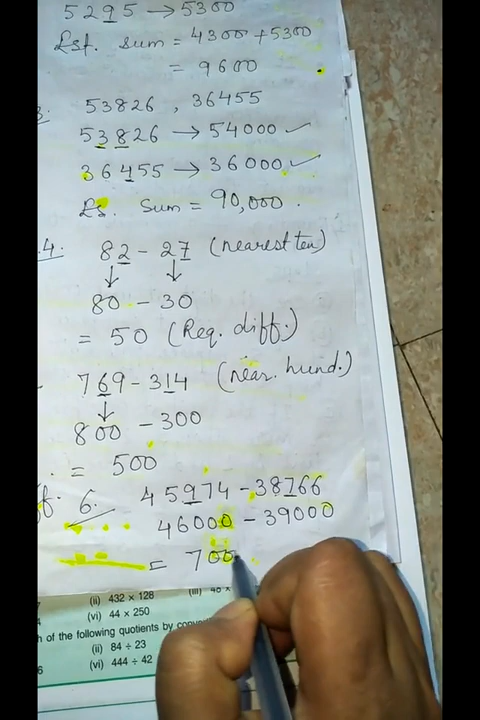 5295 → 5300
Est. sum = 4300 + 5300
= 9600
3. 53826 , 36455
53826 → 54000
36455 → 36000
Es. Sum = 90,000 .
4. 82 - 27 (nearest ten)
80 - 30
= 50 (Req. diff.)
769 - 314 (near. hund.)
800 - 300
= 500
6. 45974 - 38766
46000 - 39000
= 700
(ii) 432 × 128 (iii)
(vi) 44 × 250
h of the following quotients by
(ii) 84 ÷ 23
(vi) 444 ÷ 42